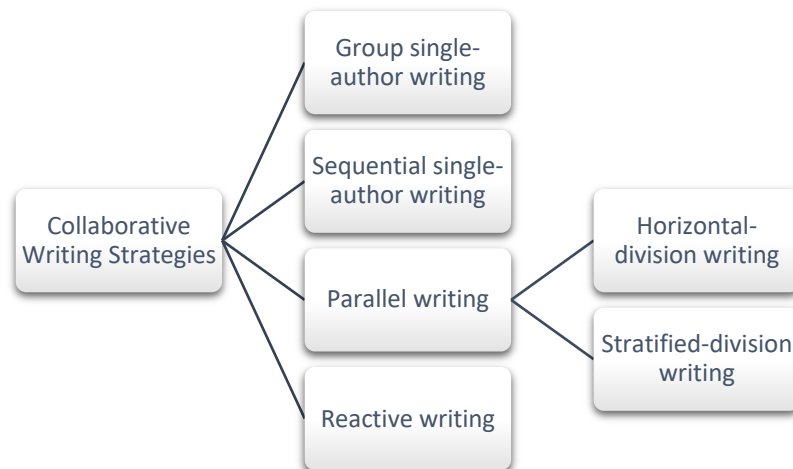 Group single-
author writing
Sequential single-
author writing
Collaborative
Writing Strategies
Horizontal-
division writing
Parallel writing
Stratified-division
writing
Reactive writing